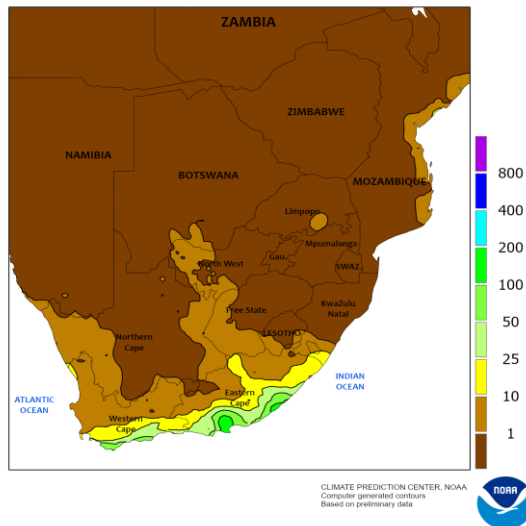 ZAMBIA
ZIMBABWE
NAMIBIA
BOTSWANA
MOZAMBIQUE
Limpopo
Mpumalanga
North West
Gau.
SWAZ.
Free State
KwaZulu
Natal
LESOTHO
Northern
Cape
INDIAN
OCEAN
Eastern
Cape
ATLANTIC
OCEAN
Western
Cape
800
400
200
100
50
25
10
1
CLIMATE PREDICTION CENTER, NOAA
Computer generated contours
Based on preliminary data
NOAA